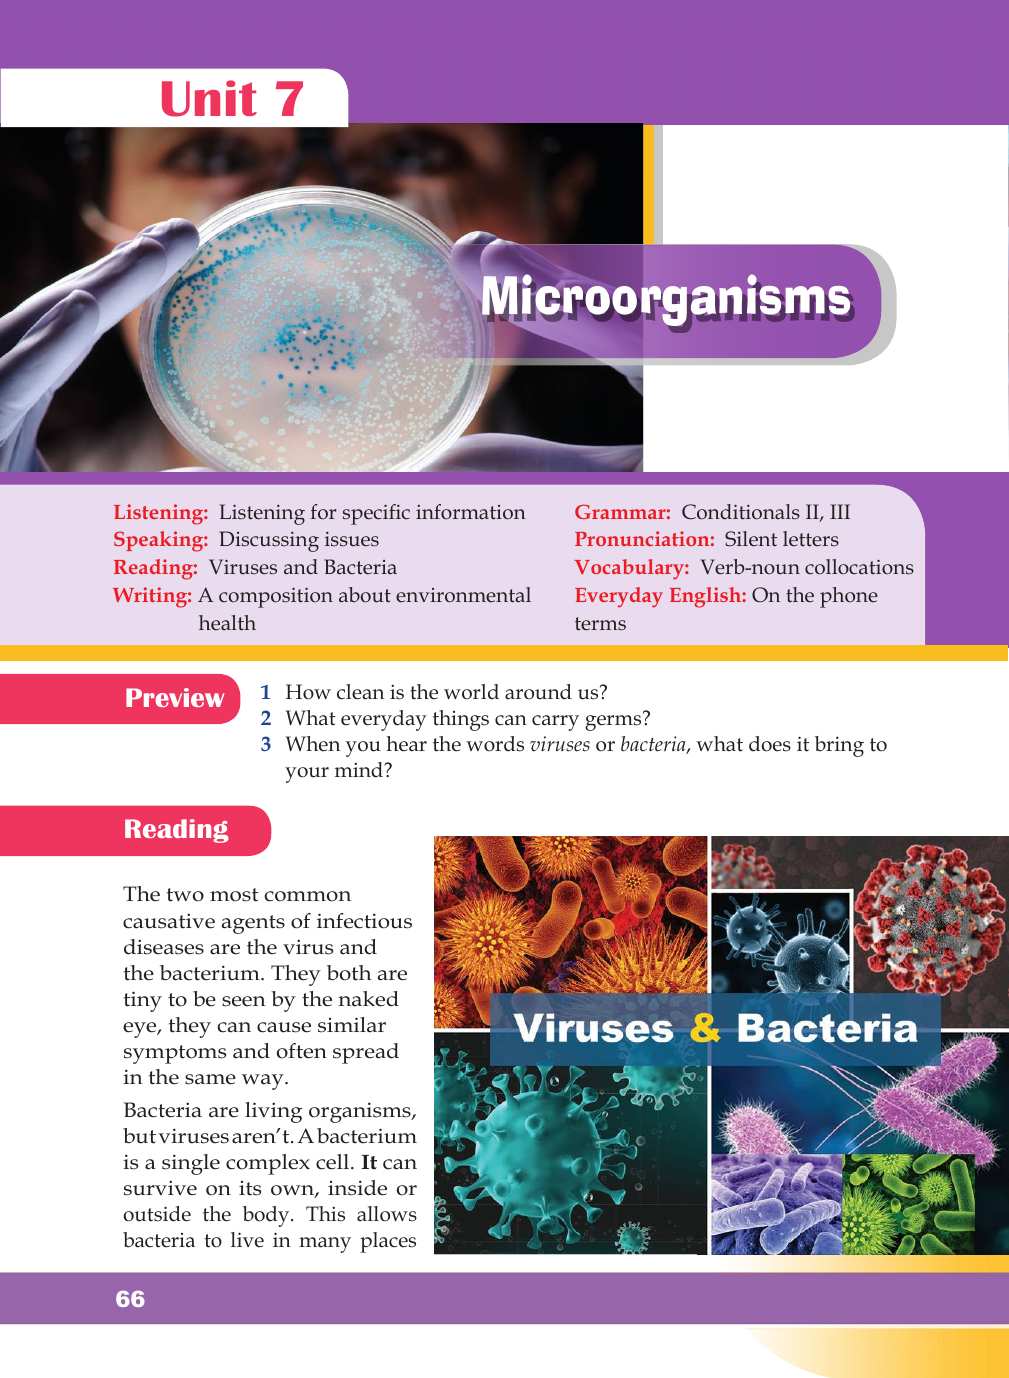 Unit 7
Microorganisms
Listening: Listening for specific information
Speaking: Discussing issues
Reading: Viruses and Bacteria
Writing: A composition about environmental
health
Grammar: Conditionals II, III
Pronunciation: Silent letters
Vocabulary: Verb-noun collocations
Everyday English: On the phone
terms
Preview
1 How clean is the world around us?
2 What everyday things can carry germs?
3 When you hear the words viruses or bacteria, what does it bring to
your mind?
Reading
The two most common
causative agents of infectious
diseases are the virus and
the bacterium. They both are
tiny to be seen by the naked
eye, they can cause similar
symptoms and often spread
in the same way.
Bacteria are living organisms,
but viruses aren't. A bacterium
is a single complex cell. It can
survive on its own, inside or
outside the body. This allows
bacteria to live in many places
Viruses & Bacteria
66